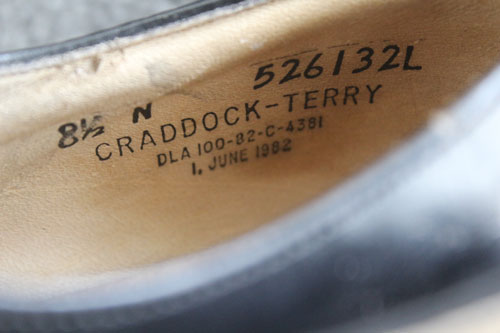 526132L
8½ N
CRADDOCK-TERRY
DLA 100-82-C-4381
1, JUNE 1982